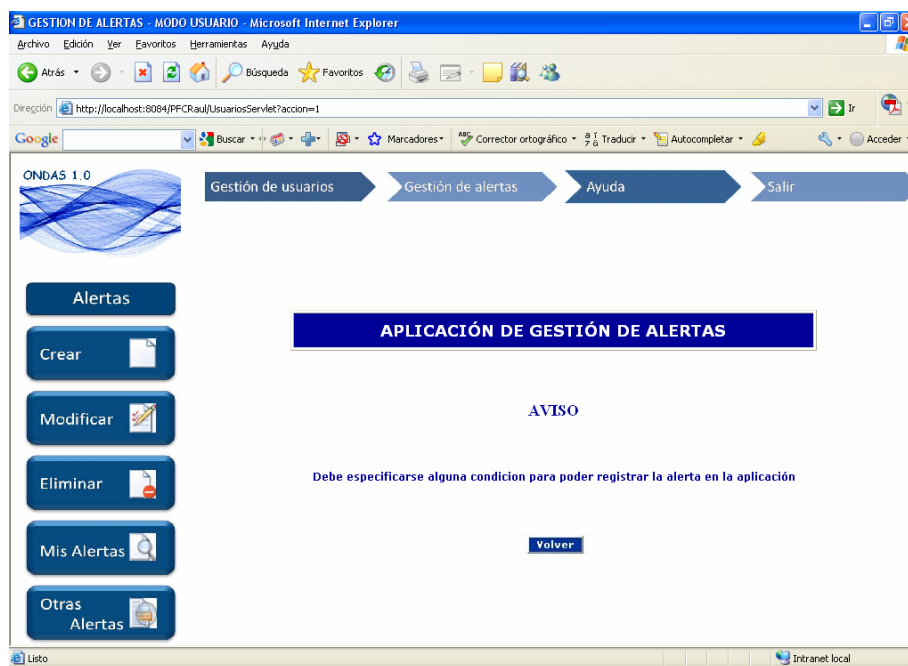 GESTION DE ALERTAS - MODO USUARIO - Microsoft Internet Explorer
Archivo Edición Ver Favoritos Herramientas Ayuda
Atrás Búsqueda Favoritos
Dirección http://localhost:8084/PFCRaul/UsuariosServlet?accion=1 Ir
Google Buscar Marcadores Corrector ortográfico Traducir Autocompletar Acceder
ONDAS 1.0
Gestión de usuarios Gestión de alertas Ayuda Salir
Alertas
Crear
Modificar
Eliminar
Mis Alertas
Otras
Alertas
APLICACIÓN DE GESTIÓN DE ALERTAS
AVISO
Debe especificarse alguna condicion para poder registrar la alerta en la aplicación
Volver
Listo Intranet local